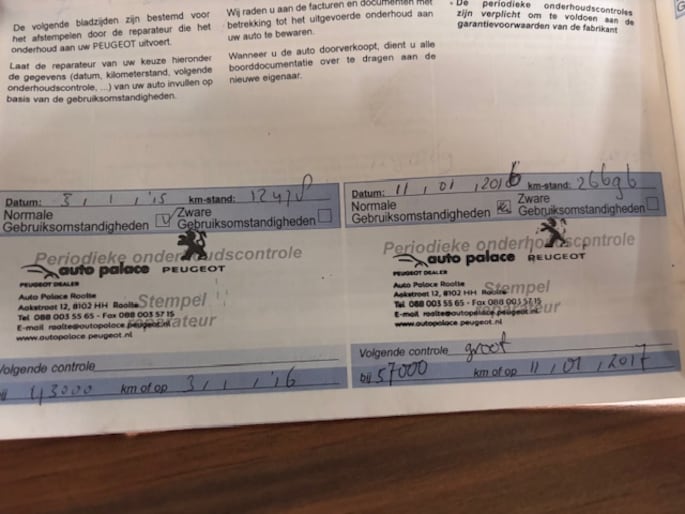 De volgende bladzijden zijn bestemd voor
het afstempelen door de reparateur die het
onderhoud aan uw PEUGEOT uitvoert.
Laat de reparateur van uw keuze hieronder
de gegevens (datum, kilometerstand, volgende
onderhoudscontrole, ...) van uw auto invullen op
basis van de gebruiksomstandigheden.
Wij raden u aan de facturen en documenten met
betrekking tot het uitgevoerde onderhoud aan
uw auto te bewaren.
Wanneer u de auto doorverkoopt, dient u alle
boorddocumentatie over te dragen aan de
nieuwe eigenaar.
De periodieke onderhoudscontroles
zijn verplicht om te voldoen aan de
garantievoorwaarden van de fabrikant
Datum: 3, 1, '15 km-stand: 12478
Normale
Gebruiksomstandigheden
Zware
Gebruiksomstandigheden
Periodieke onderhoudscontrole
auto palace PEUGEOT
PEUGEOT DEALER
Auto Palace Raalte
Aakstraat 12, 8102 HH Raalte
Stempel
Tel 088 003 55 65 - Fax 088 003 57 15
reparateur
E-mail raalte@autopalace.peugeot.nl
www.autopalace.peugeot.nl
Volgende controle
bij 43000 km of op 3, 1, '16
Datum: 11, 01, 2016 km-stand: 26696
Normale
Gebruiksomstandigheden
Zware
Gebruiksomstandigheden
Periodieke onderhoudscontrole
auto palace PEUGEOT
PEUGEOT DEALER
Auto Palace Raalte
Aakstraat 12, 8102 HH Raalte
Stempel
Tel 088 003 55 65 - Fax 088 003 57 15
reparateur
E-mail raalte@autopalace.peugeot.nl
www.autopalace.peugeot.nl
Volgende controle groot
bij 57000 km of op 11, 01, 2017